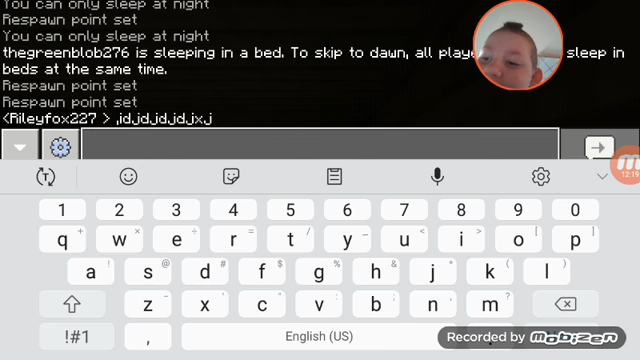 You can only sleep at night
Respawn point set
You can only sleep at night
thegreenblob276 is sleeping in a bed. To skip to dawn, all sleep in
beds at the same time.
Respawn point set
Respawn point set
<Rileyfox227 > ,jd,jd,jd,jd,jx,j
12:19
1 2 3 4 5 6 7 8 9 0
q w e r t y u i o p
a s d f g h j k l
z x c v b n m
!#1 , English (US)
Recorded by Mobizen